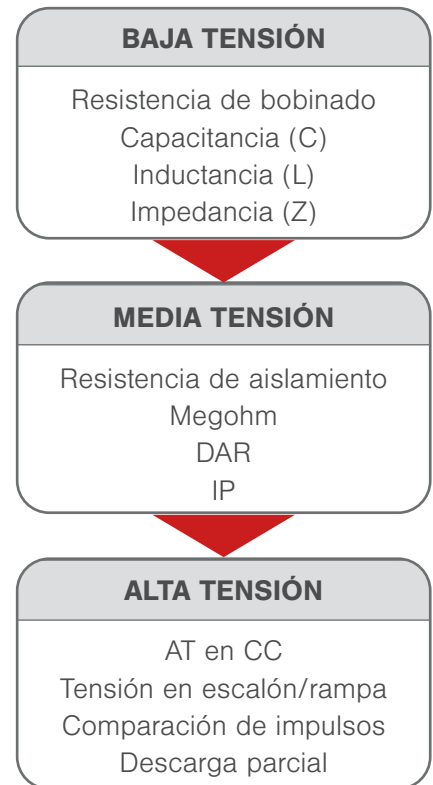 BAJA TENSIÓN
Resistencia de bobinado
Capacitancia (C)
Inductancia (L)
Impedancia (Z)
MEDIA TENSIÓN
Resistencia de aislamiento
Megohm
DAR
IP
ALTA TENSIÓN
AT en CC
Tensión en escalón/rampa
Comparación de impulsos
Descarga parcial